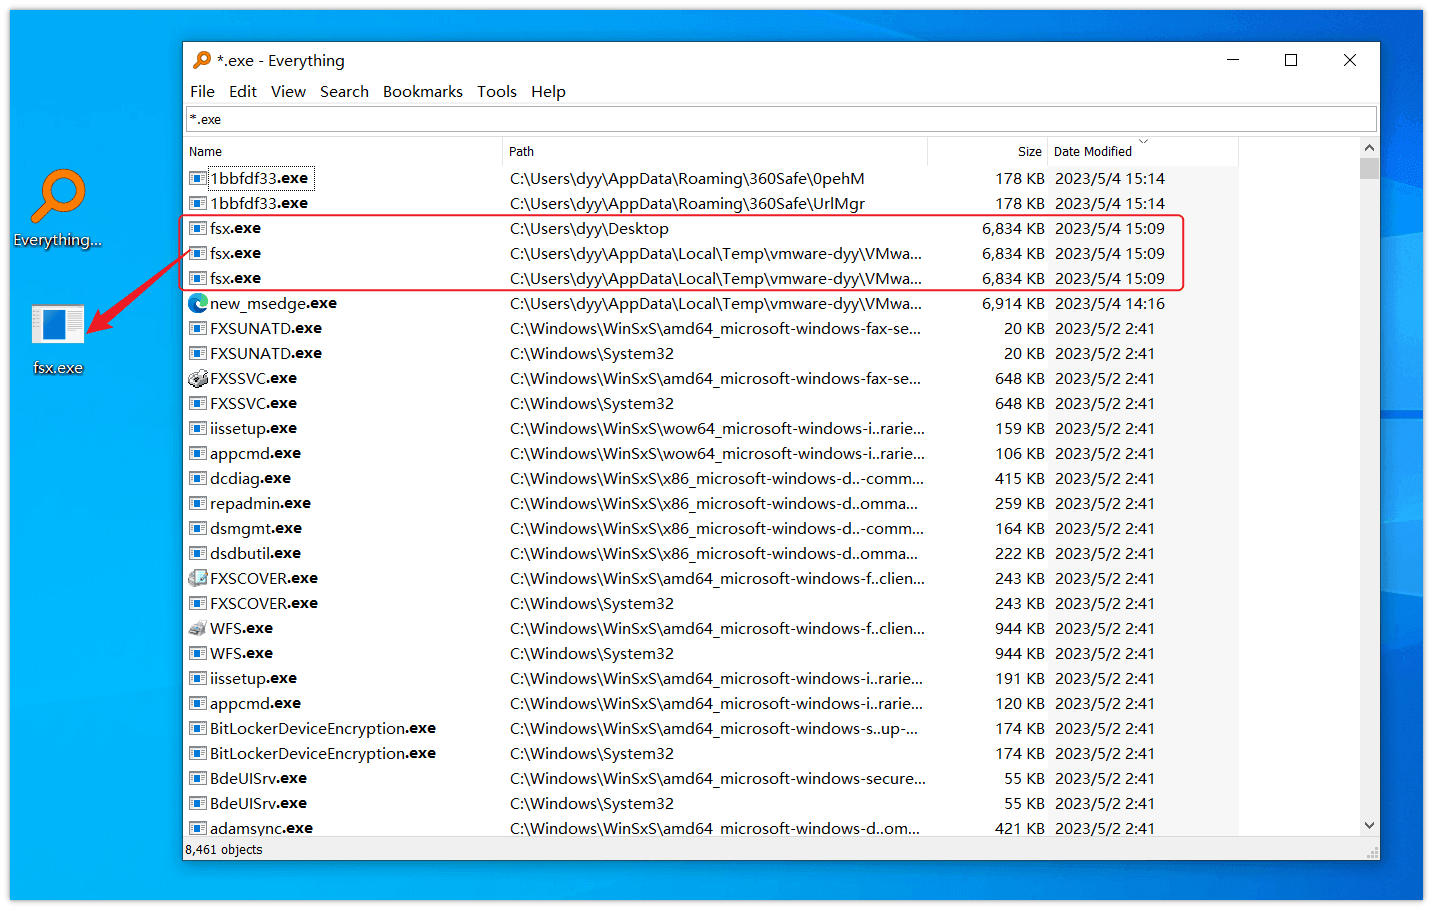 *.exe - Everything
File Edit View Search Bookmarks Tools Help
*.exe
Name Path Size Date Modified
1bbfdf33.exe C:\Users\dyy\AppData\Roaming\360Safe\0pehM 178 KB 2023/5/4 15:14
1bbfdf33.exe C:\Users\dyy\AppData\Roaming\360Safe\UrlMgr 178 KB 2023/5/4 15:14
fsx.exe C:\Users\dyy\Desktop 6,834 KB 2023/5/4 15:09
fsx.exe C:\Users\dyy\AppData\Local\Temp\vmware-dyy\VMwa... 6,834 KB 2023/5/4 15:09
fsx.exe C:\Users\dyy\AppData\Local\Temp\vmware-dyy\VMwa... 6,834 KB 2023/5/4 15:09
new_msedge.exe C:\Users\dyy\AppData\Local\Temp\vmware-dyy\VMwa... 6,914 KB 2023/5/4 14:16
FXSUNATD.exe C:\Windows\WinSxS\amd64_microsoft-windows-fax-se... 20 KB 2023/5/2 2:41
FXSUNATD.exe C:\Windows\System32 20 KB 2023/5/2 2:41
FXSSVC.exe C:\Windows\WinSxS\amd64_microsoft-windows-fax-se... 648 KB 2023/5/2 2:41
FXSSVC.exe C:\Windows\System32 648 KB 2023/5/2 2:41
iissetup.exe C:\Windows\WinSxS\wow64_microsoft-windows-i..rarie... 159 KB 2023/5/2 2:41
appcmd.exe C:\Windows\WinSxS\wow64_microsoft-windows-i..rarie... 106 KB 2023/5/2 2:41
dcdiag.exe C:\Windows\WinSxS\x86_microsoft-windows-d..-comm... 415 KB 2023/5/2 2:41
repadmin.exe C:\Windows\WinSxS\x86_microsoft-windows-d..omma... 259 KB 2023/5/2 2:41
dsmgmt.exe C:\Windows\WinSxS\x86_microsoft-windows-d..-comm... 164 KB 2023/5/2 2:41
dsdbutil.exe C:\Windows\WinSxS\x86_microsoft-windows-d..omma... 222 KB 2023/5/2 2:41
FXSCOVER.exe C:\Windows\WinSxS\amd64_microsoft-windows-f..clien... 243 KB 2023/5/2 2:41
FXSCOVER.exe C:\Windows\System32 243 KB 2023/5/2 2:41
WFS.exe C:\Windows\WinSxS\amd64_microsoft-windows-f..clien... 944 KB 2023/5/2 2:41
WFS.exe C:\Windows\System32 944 KB 2023/5/2 2:41
iissetup.exe C:\Windows\WinSxS\amd64_microsoft-windows-i..rarie... 191 KB 2023/5/2 2:41
appcmd.exe C:\Windows\WinSxS\amd64_microsoft-windows-i..rarie... 120 KB 2023/5/2 2:41
BitLockerDeviceEncryption.exe C:\Windows\WinSxS\amd64_microsoft-windows-s..up-... 174 KB 2023/5/2 2:41
BitLockerDeviceEncryption.exe C:\Windows\System32 174 KB 2023/5/2 2:41
BdeUISrv.exe C:\Windows\WinSxS\amd64_microsoft-windows-secure... 55 KB 2023/5/2 2:41
BdeUISrv.exe C:\Windows\System32 55 KB 2023/5/2 2:41
adamsync.exe C:\Windows\WinSxS\amd64_microsoft-windows-d..om... 421 KB 2023/5/2 2:41
8,461 objects
Everything...
fsx.exe